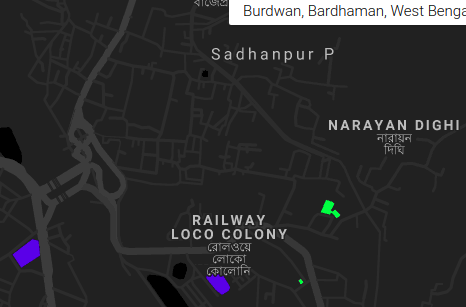 Burdwan, Bardhaman, West Benga
Sadhanpur P
NARAYAN DIGHI
নারায়ন
দিঘি
RAILWAY
LOCO COLONY
রোলওয়ে
লোকো
কোলোনি